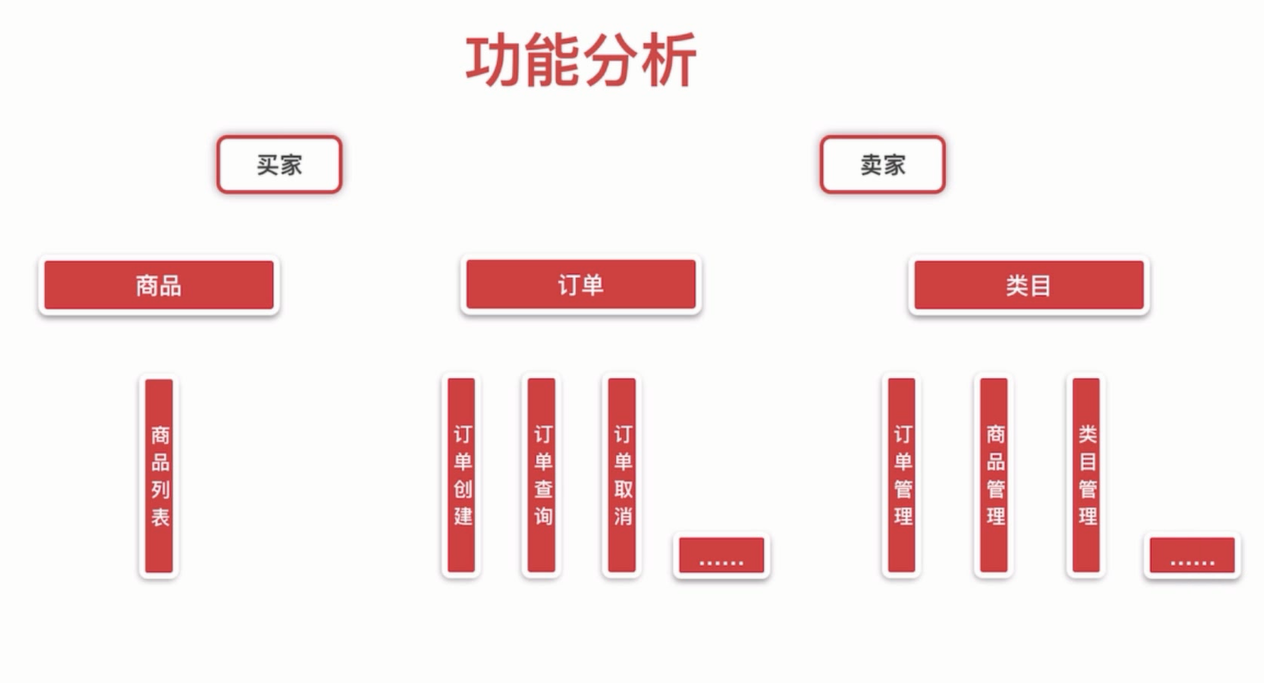 功能分析
买家
卖家
商品
订单
类目
商品列表
订单创建
订单查询
订单取消
......
订单管理
商品管理
类目管理
......